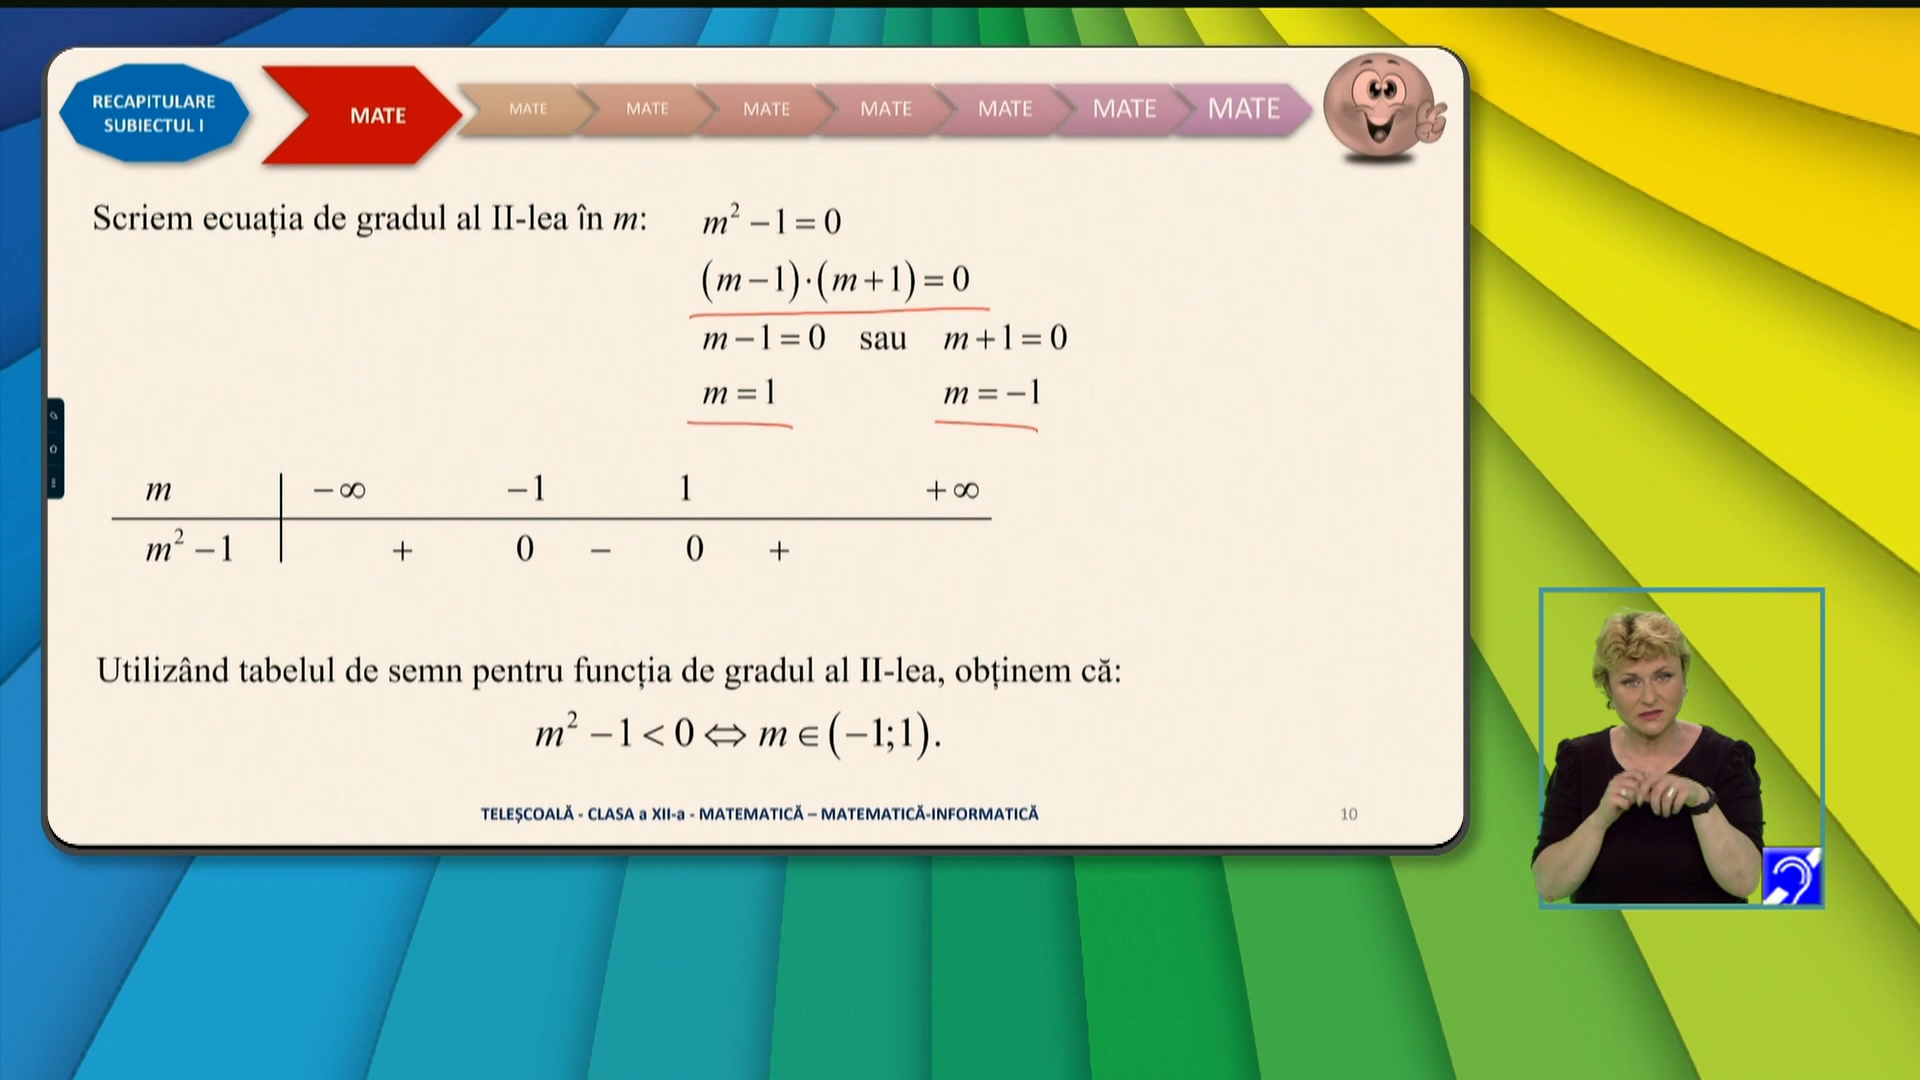 RECAPITULARE
SUBIECTUL I
MATE
MATE
MATE
MATE
MATE
MATE
MATE
MATE
Scriem ecuația de gradul al II-lea în m: m² − 1 = 0
(m − 1)·(m + 1) = 0
m − 1 = 0 sau m + 1 = 0
m = 1 m = −1
m −∞ −1 1 +∞
m² − 1 + 0 − 0 +
Utilizând tabelul de semn pentru funcția de gradul al II-lea, obținem că:
m² − 1 < 0 ⇔ m ∈ (−1;1).
TELEȘCOALĂ - CLASA a XII-a - MATEMATICĂ – MATEMATICĂ-INFORMATICĂ
10